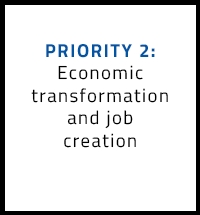 PRIORITY 2:
Economic
transformation
and job
creation